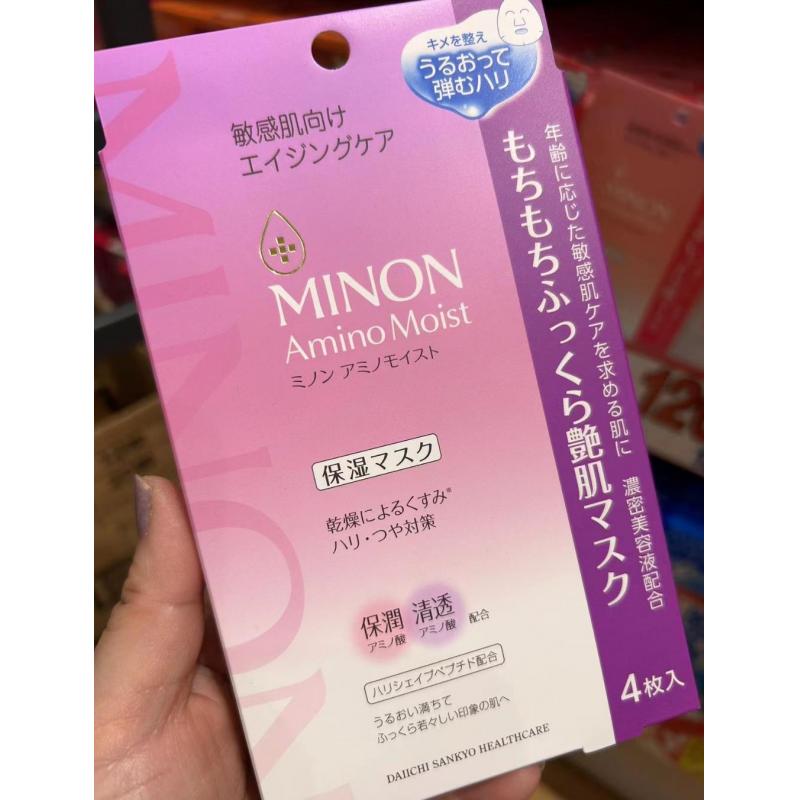 キメを整え
うるおって
弾むハリ
敏感肌向け
エイジングケア
年齢に応じた敏感肌ケアを求める肌に 濃密美容液配合
もちもちふっくら艶肌マスク
MINON
Amino Moist
ミノン アミノモイスト
保湿マスク
乾燥によるくすみ※
ハリ・つや対策
保潤 清透 配合
アミノ酸 アミノ酸
ハリシェイプペプチド配合
うるおい満ちて
ふっくら若々しい印象の肌へ
DAIICHI SANKYO HEALTHCARE
4枚入
MINON
MINON